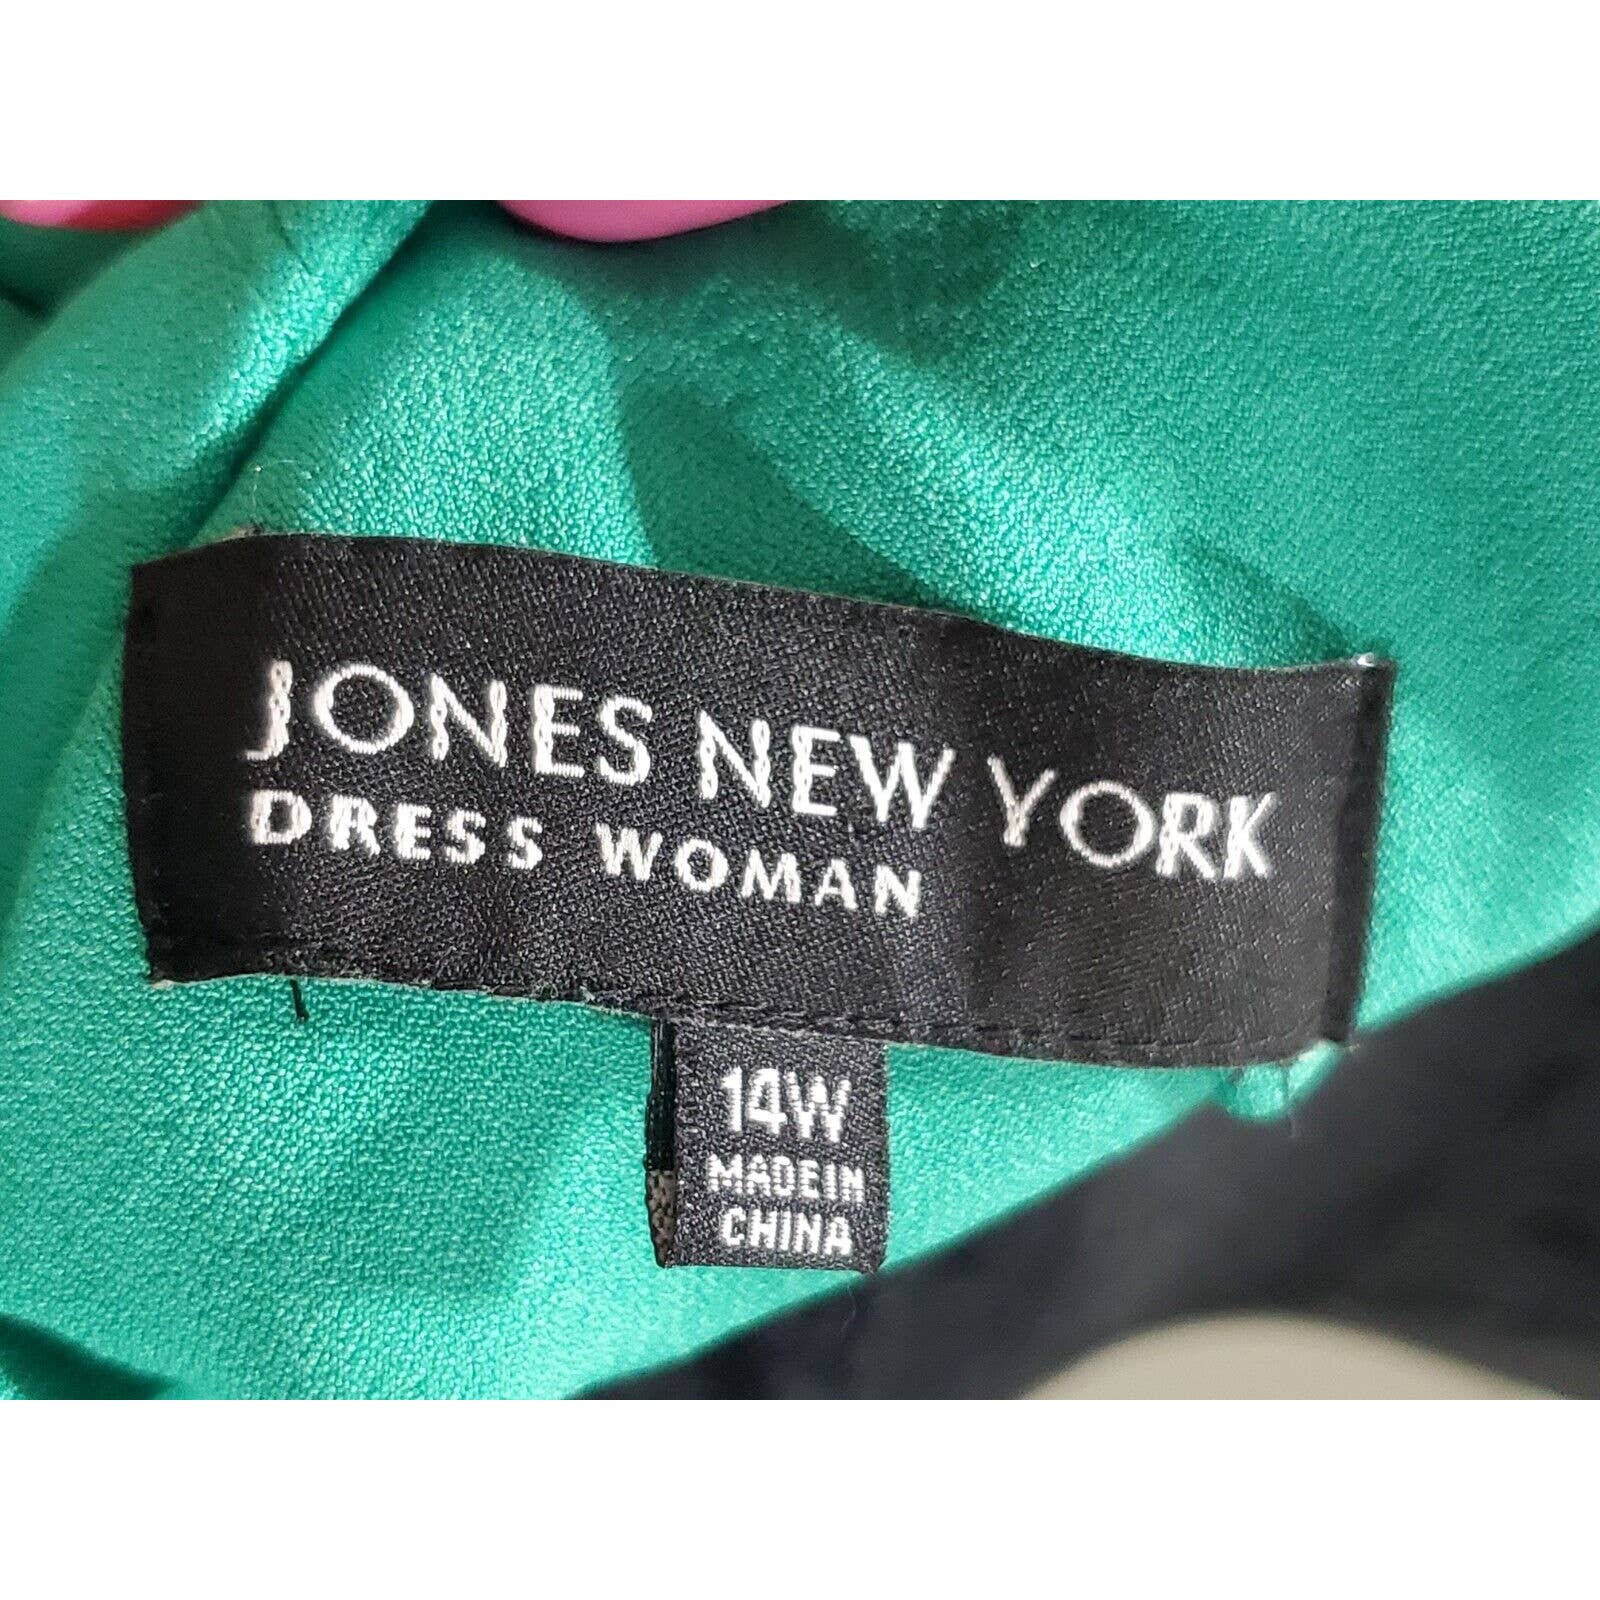 JONES NEW YORK
DRESS WOMAN
14W
MADE IN
CHINA